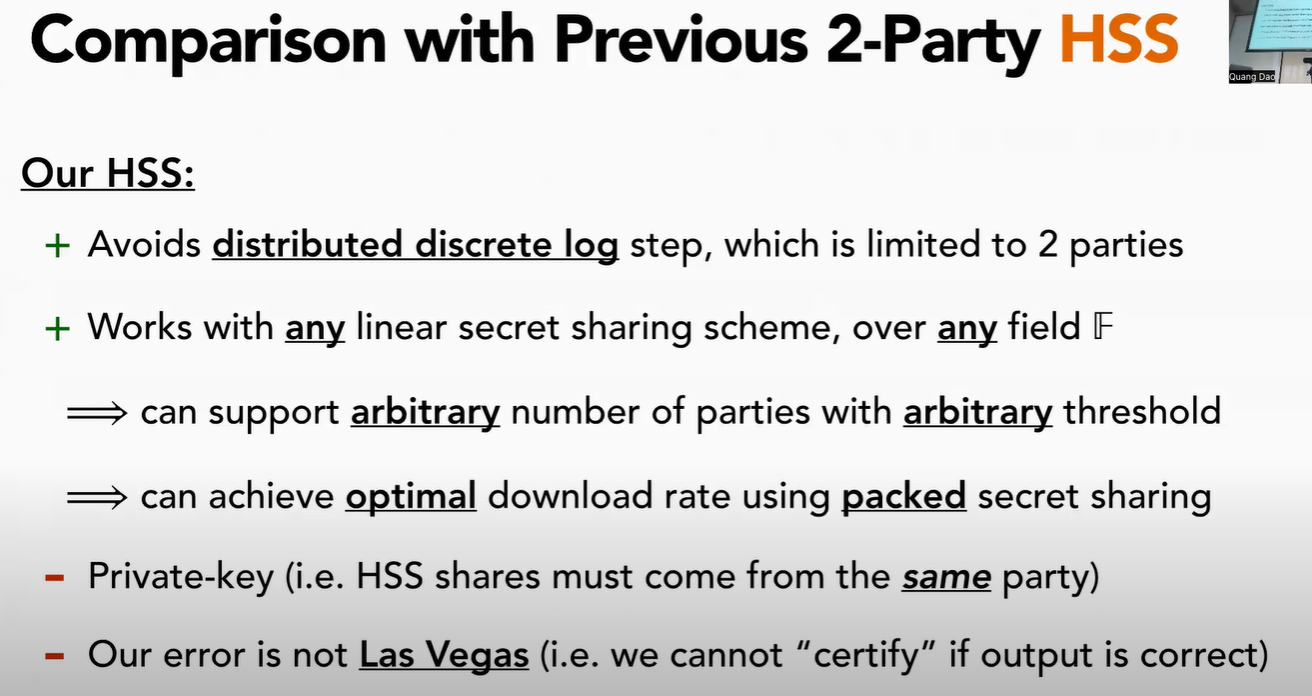 Comparison with Previous 2-Party HSS
Quang Dao
Our HSS:
+ Avoids distributed discrete log step, which is limited to 2 parties
+ Works with any linear secret sharing scheme, over any field 𝔽
⟹ can support arbitrary number of parties with arbitrary threshold
⟹ can achieve optimal download rate using packed secret sharing
- Private-key (i.e. HSS shares must come from the same party)
- Our error is not Las Vegas (i.e. we cannot “certify” if output is correct)